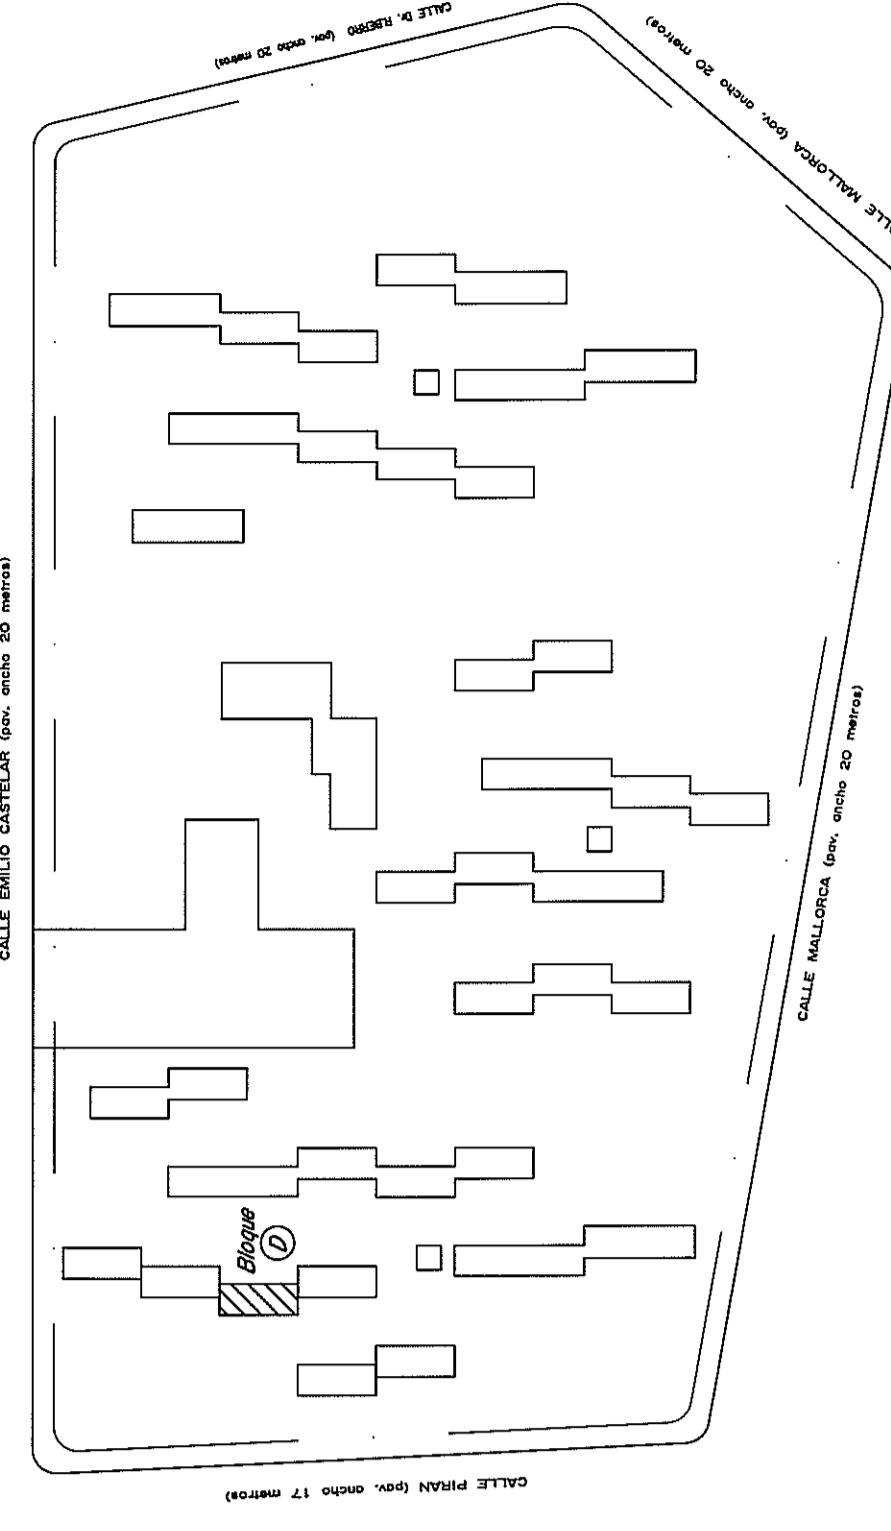 CALLE Dr. P.IBERRO (pav. ancho 20 metros)
CALLE MALLORCA (pav. ancho 20 metros)
CALLE EMILIO CASTELAR (pav. ancho 20 metros)
CALLE MALLORCA (pav. ancho 20 metros)
Bloque
D
CALLE PIRAN (pav. ancho 17 metros)